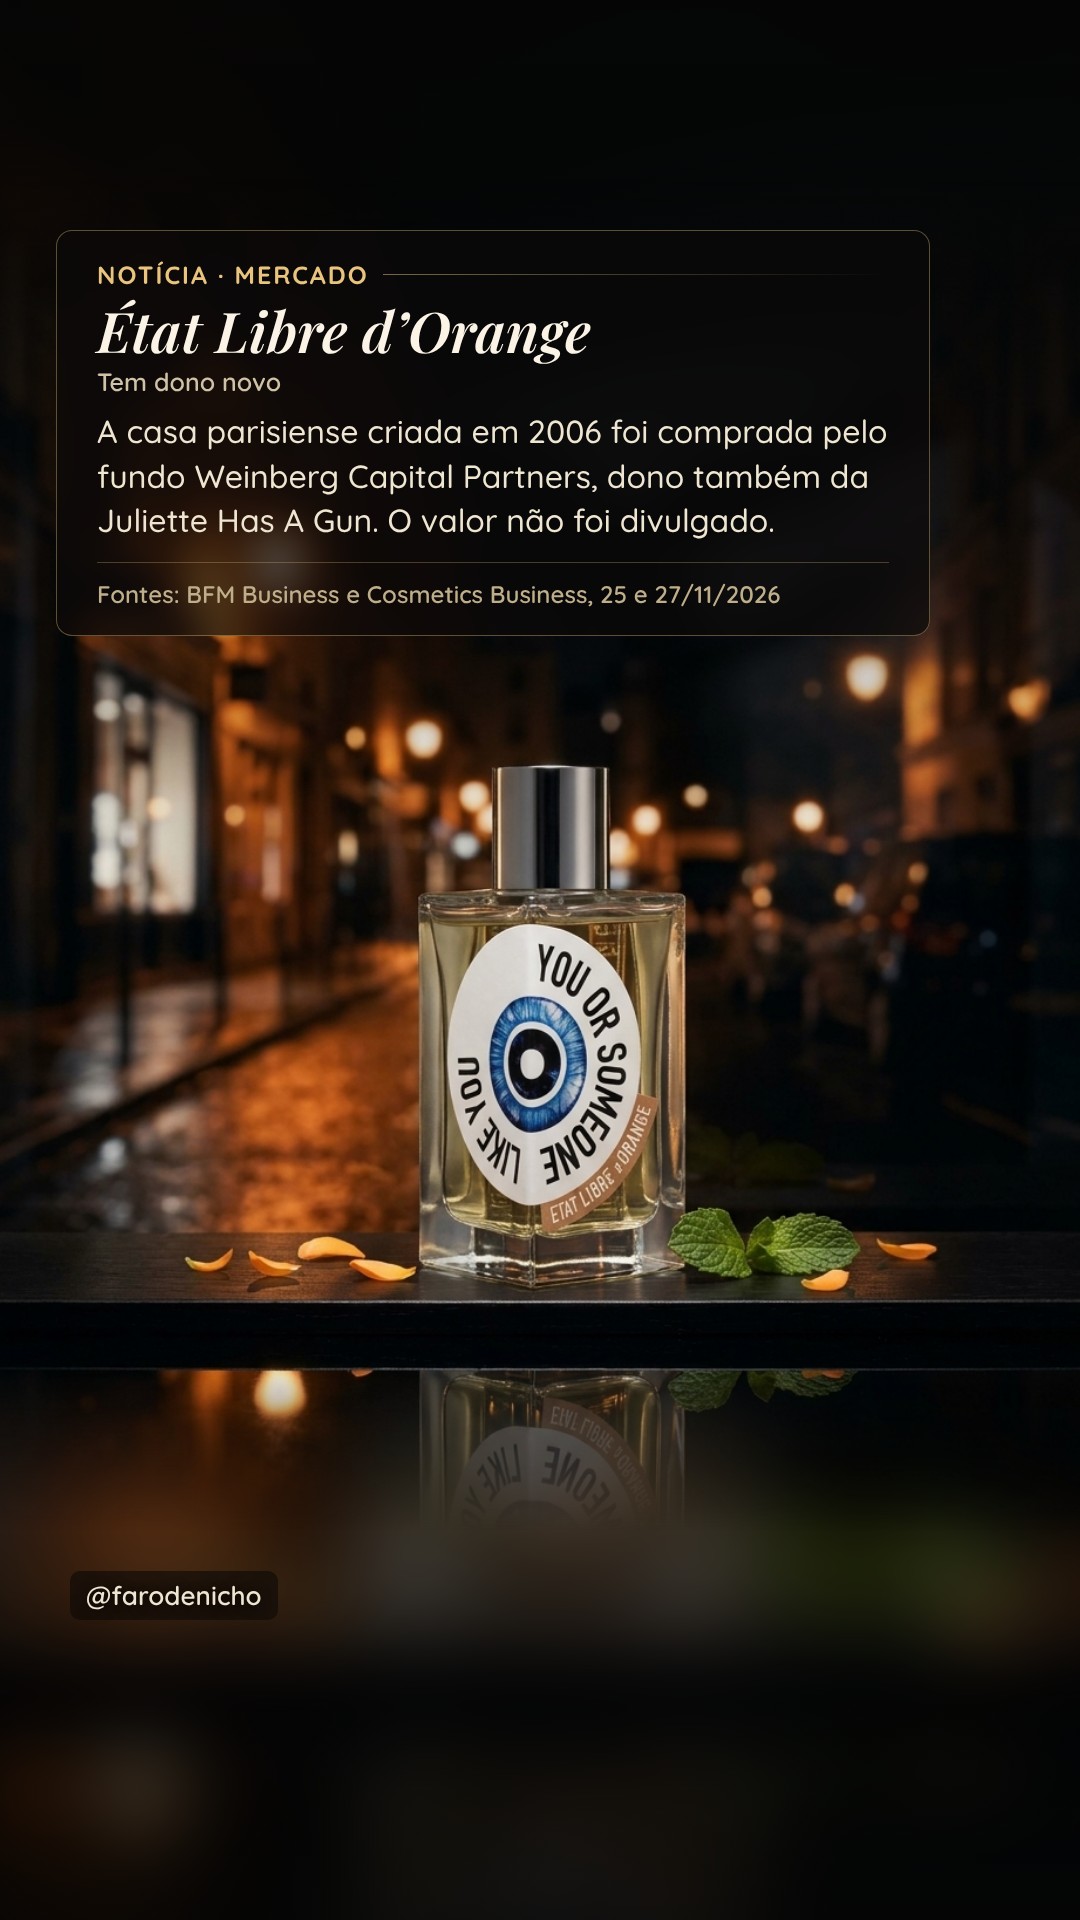 NOTÍCIA · MERCADO
État Libre d’Orange
Tem dono novo
A casa parisiense criada em 2006 foi comprada pelo
fundo Weinberg Capital Partners, dono também da
Juliette Has A Gun. O valor não foi divulgado.
Fontes: BFM Business e Cosmetics Business, 25 e 27/11/2026
YOU OR SOMEONE LIKE YOU
ETAT LIBRE D'ORANGE
@farodenicho